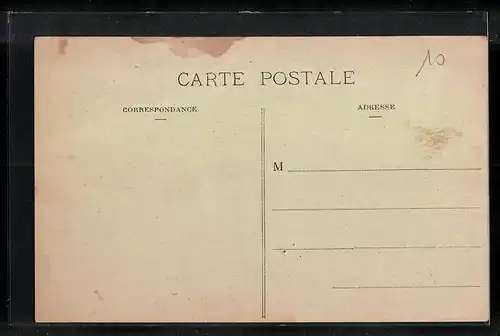 10
CARTE POSTALE
CORRESPONDANCE
ADRESSE
M